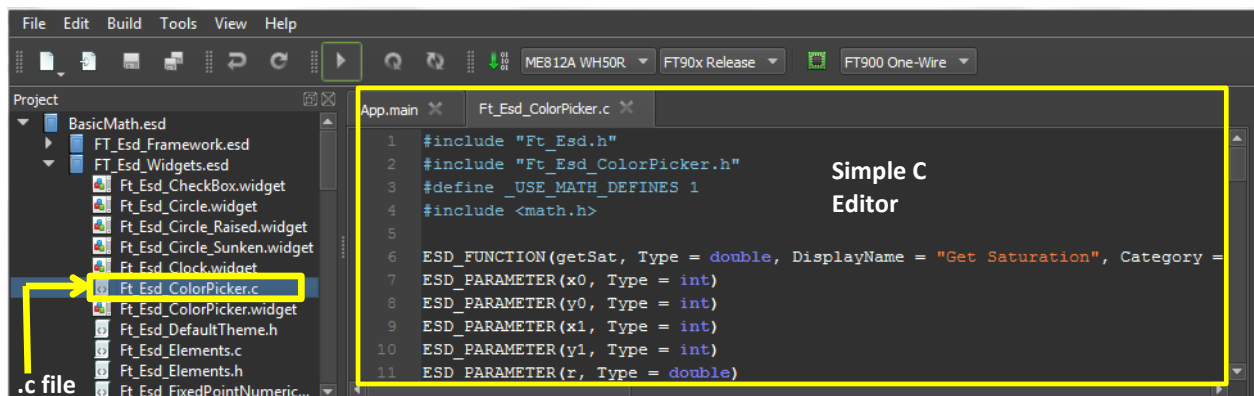 File Edit Build Tools View Help
ME812A WH50R FT90x Release FT900 One-Wire
Project
BasicMath.esd
FT_Esd_Framework.esd
FT_Esd_Widgets.esd
Ft_Esd_CheckBox.widget
Ft_Esd_Circle.widget
Ft_Esd_Circle_Raised.widget
Ft_Esd_Circle_Sunken.widget
Ft_Esd_Clock.widget
Ft_Esd_ColorPicker.c
Ft_Esd_ColorPicker.widget
Ft_Esd_DefaultTheme.h
Ft_Esd_Elements.c
Ft_Esd_Elements.h
Ft_Esd_FixedPointNumeric...
.c file
App.main Ft_Esd_ColorPicker.c
1 #include "Ft_Esd.h"
2 #include "Ft_Esd_ColorPicker.h"
3 #define _USE_MATH_DEFINES 1
4 #include <math.h>
5
6 ESD_FUNCTION(getSat, Type = double, DisplayName = "Get Saturation", Category =
7 ESD_PARAMETER(x0, Type = int)
8 ESD_PARAMETER(y0, Type = int)
9 ESD_PARAMETER(x1, Type = int)
10 ESD_PARAMETER(y1, Type = int)
11 ESD_PARAMETER(r, Type = double)
Simple C
Editor